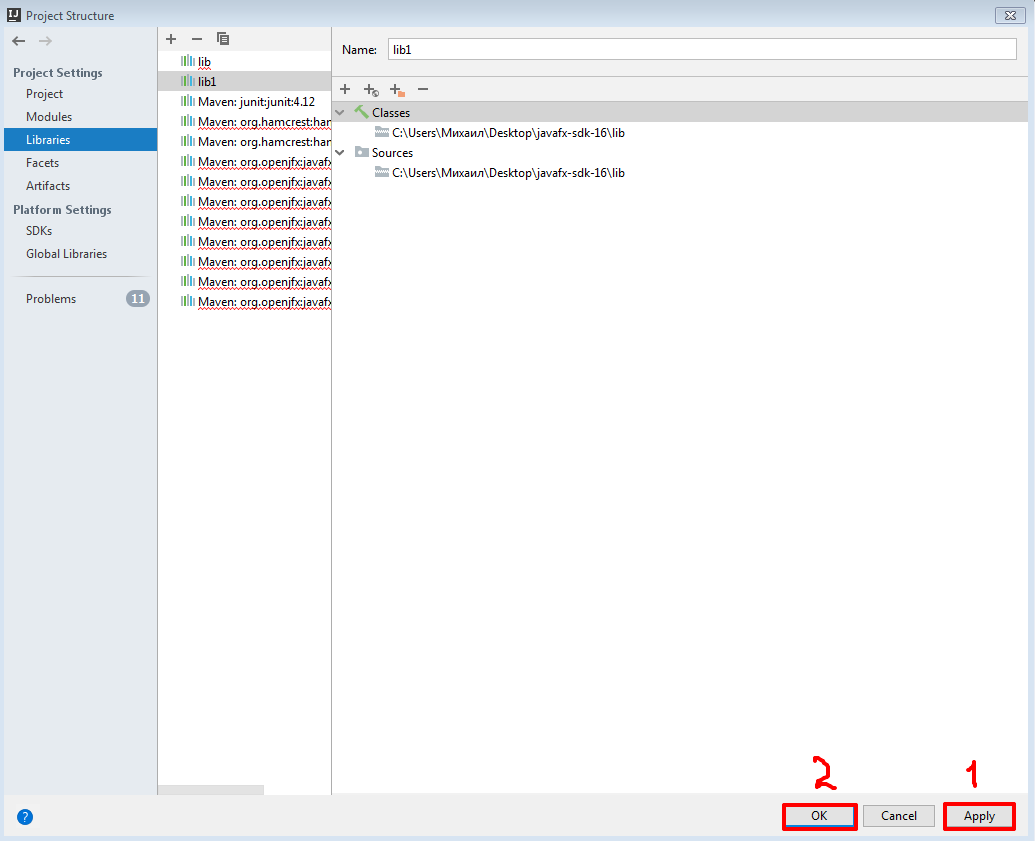 Project Structure
Project Settings
Project
Modules
Libraries
Facets
Artifacts
Platform Settings
SDKs
Global Libraries
Problems 11
lib
lib1
Maven: junit:junit:4.12
Maven: org.hamcrest:har
Maven: org.hamcrest:har
Maven: org.openjfx:javafx
Maven: org.openjfx:javafx
Maven: org.openjfx:javafx
Maven: org.openjfx:javafx
Maven: org.openjfx:javafx
Maven: org.openjfx:javafx
Maven: org.openjfx:javafx
Maven: org.openjfx:javafx
Name: lib1
Classes
C:\Users\Михаил\Desktop\javafx-sdk-16\lib
Sources
C:\Users\Михаил\Desktop\javafx-sdk-16\lib
2 1
? OK Cancel Apply